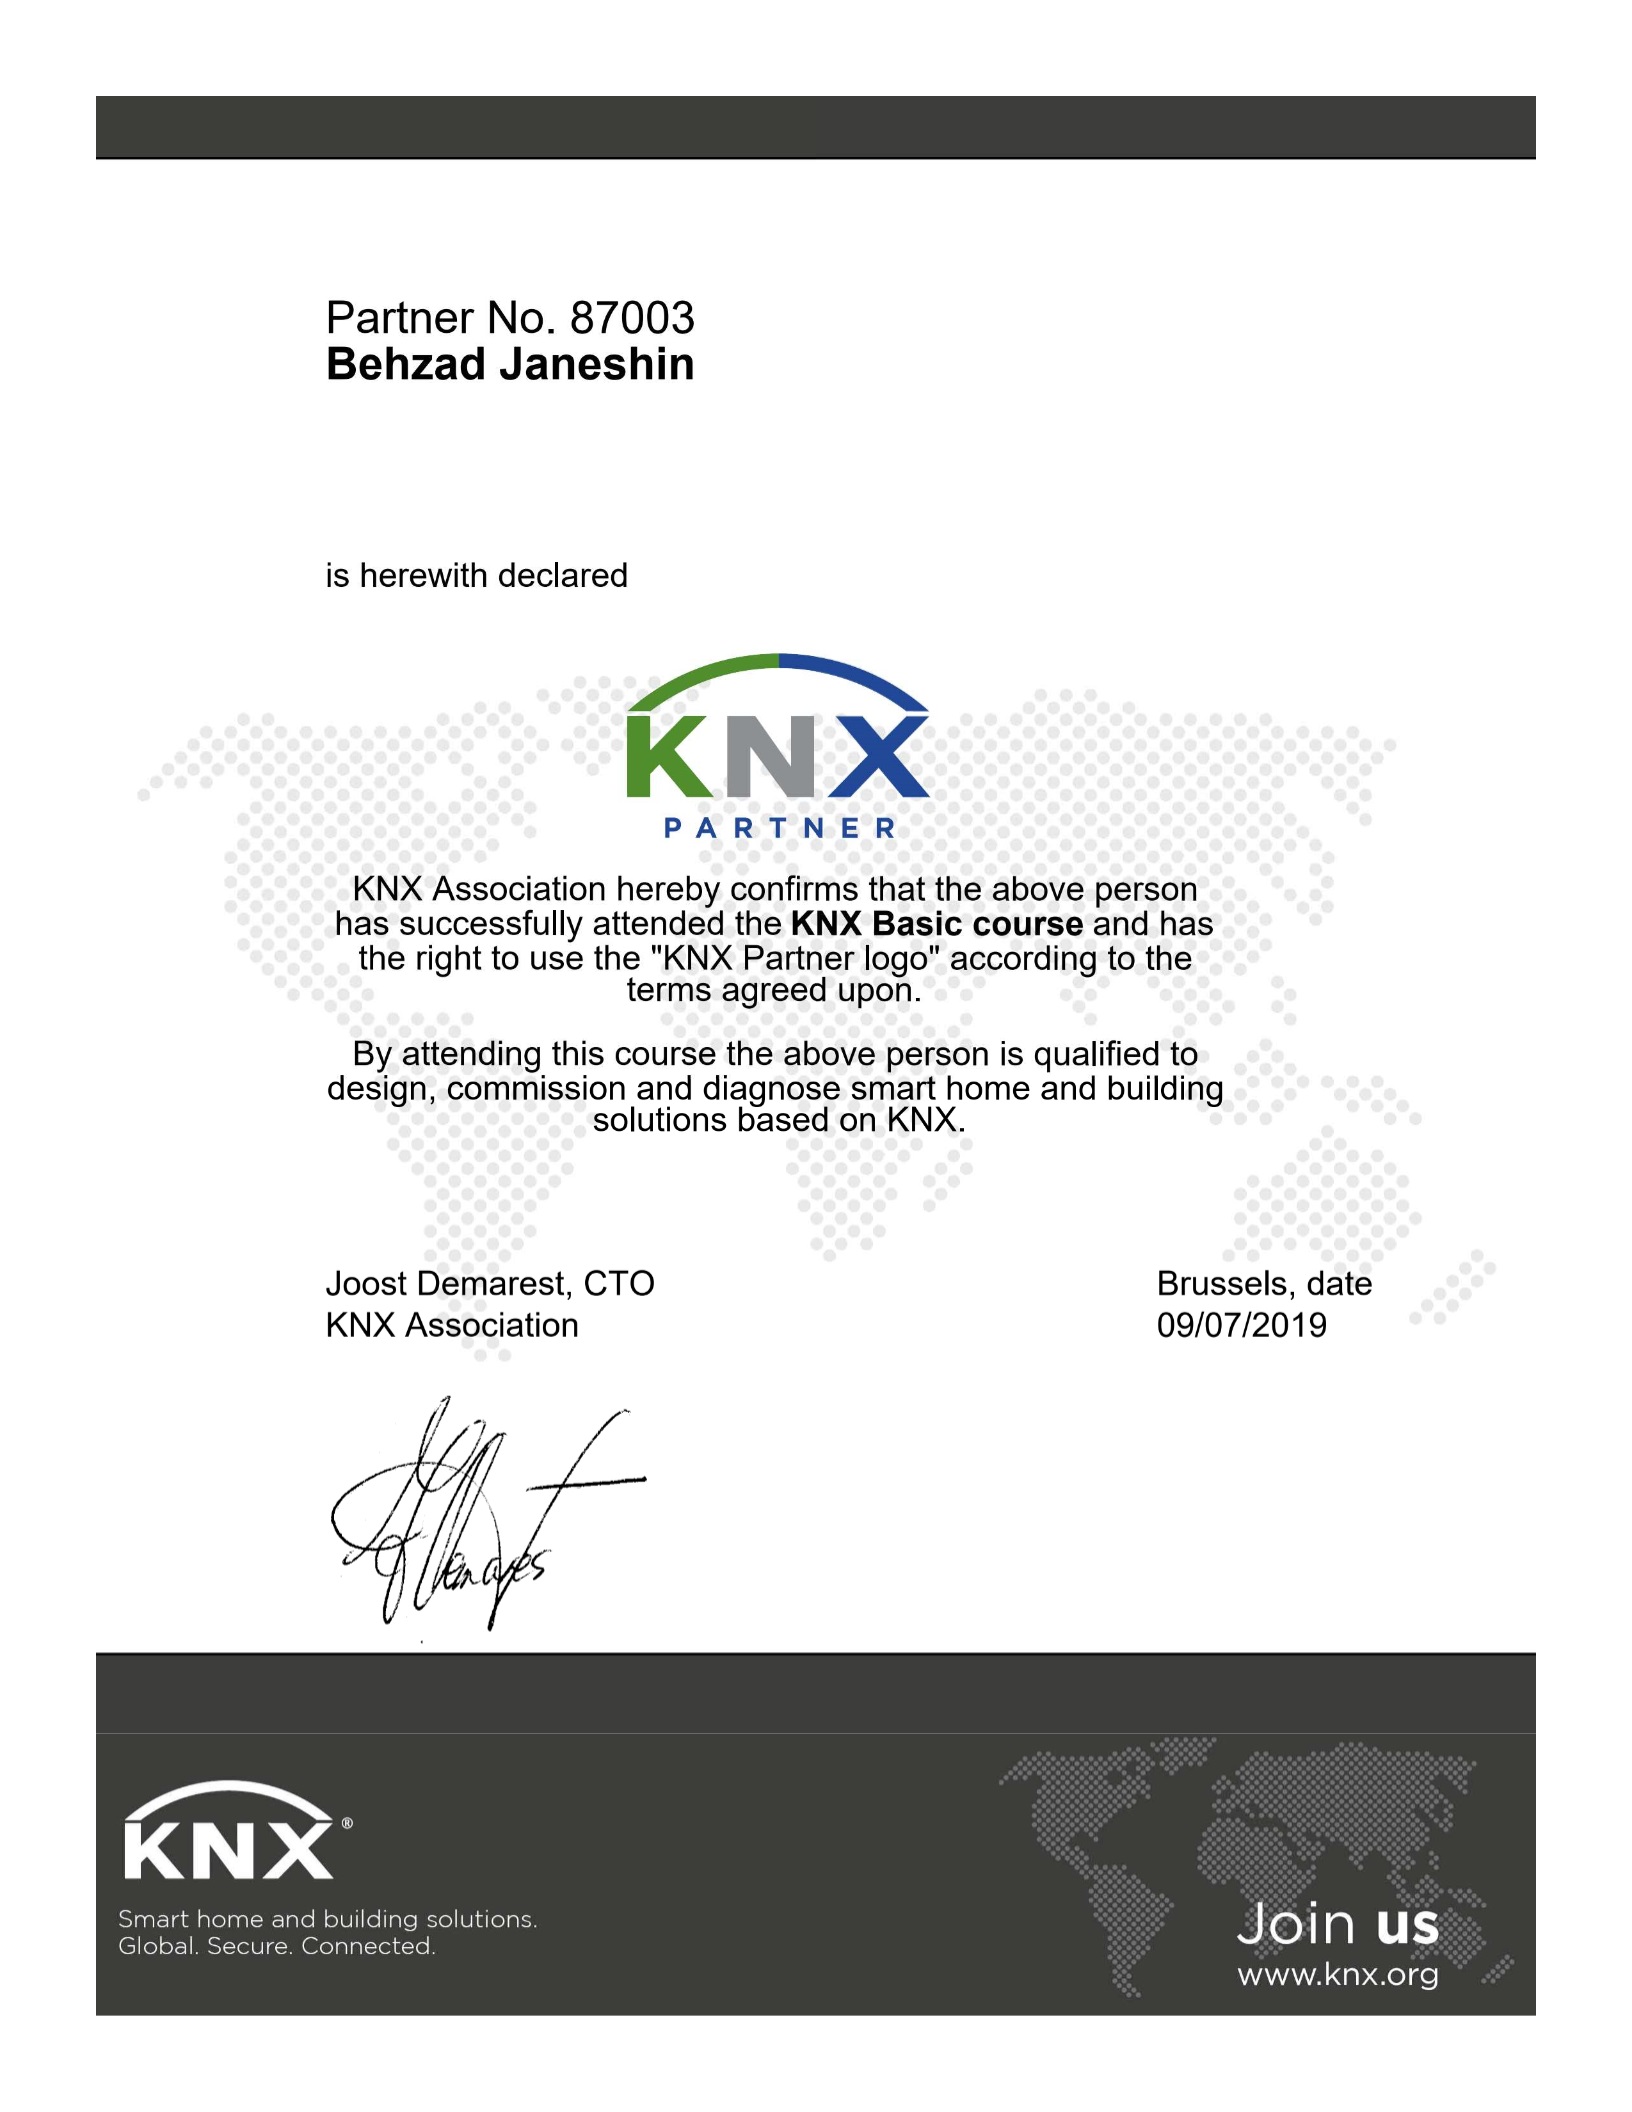 Partner No. 87003
Behzad Janeshin
is herewith declared
KNX
PARTNER
KNX Association hereby confirms that the above person
has successfully attended the KNX Basic course and has
the right to use the "KNX Partner logo" according to the
terms agreed upon.
By attending this course the above person is qualified to
design, commission and diagnose smart home and building
solutions based on KNX.
Joost Demarest, CTO
KNX Association
Brussels, date
09/07/2019
KNX®
Smart home and building solutions.
Global. Secure. Connected.
Join us
www.knx.org